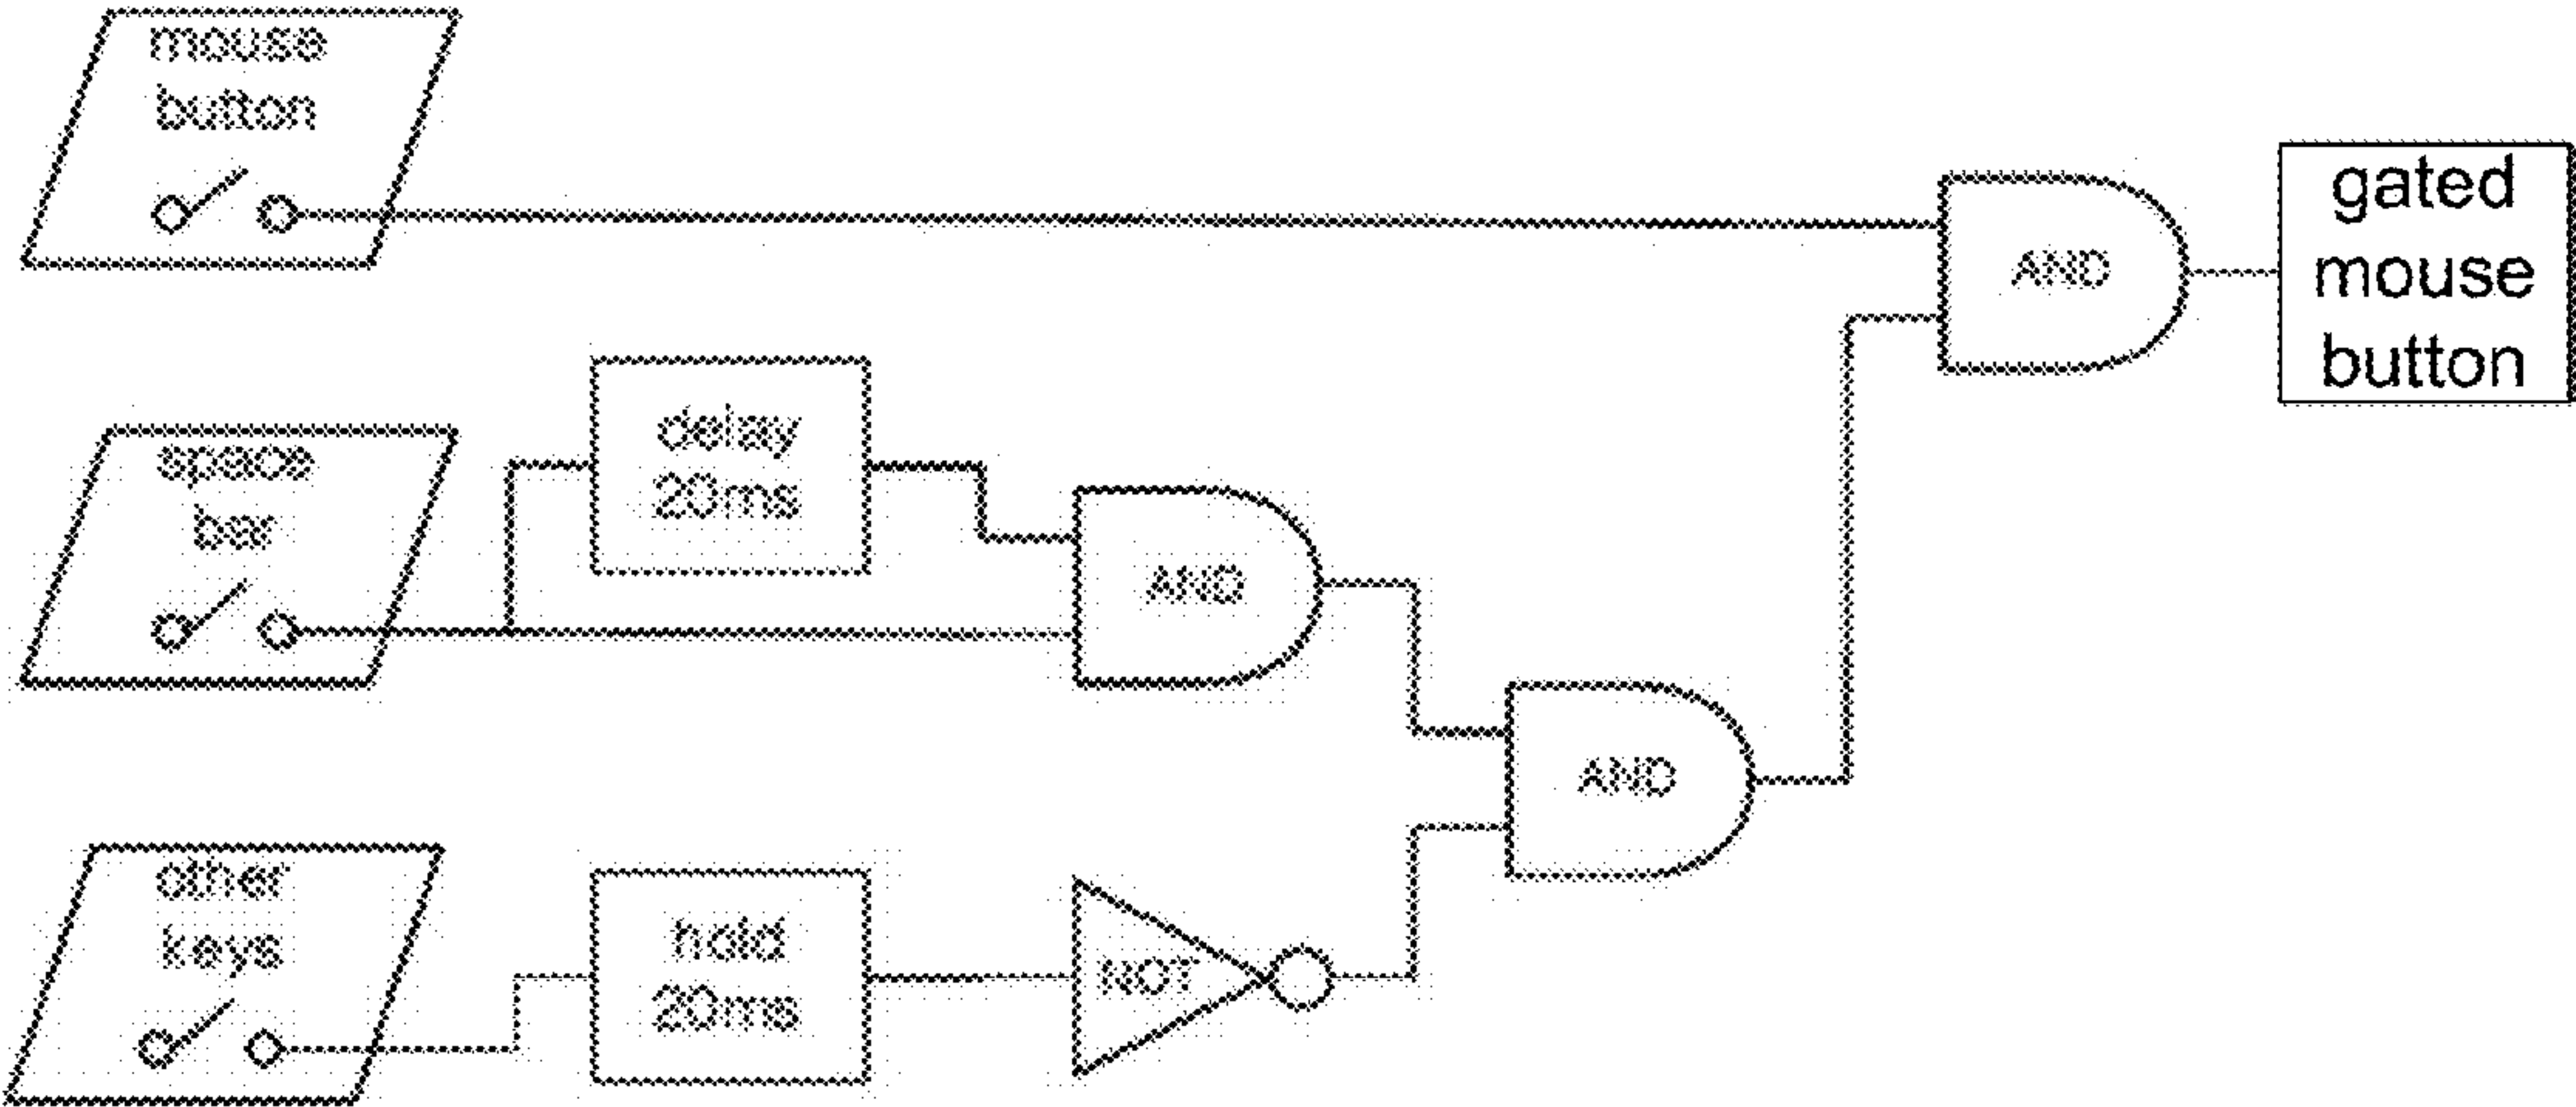 mouse
button
AND
gated
mouse
button
delay
20ms
space
bar
AND
AND
other
keys
hold
20ms
NOT